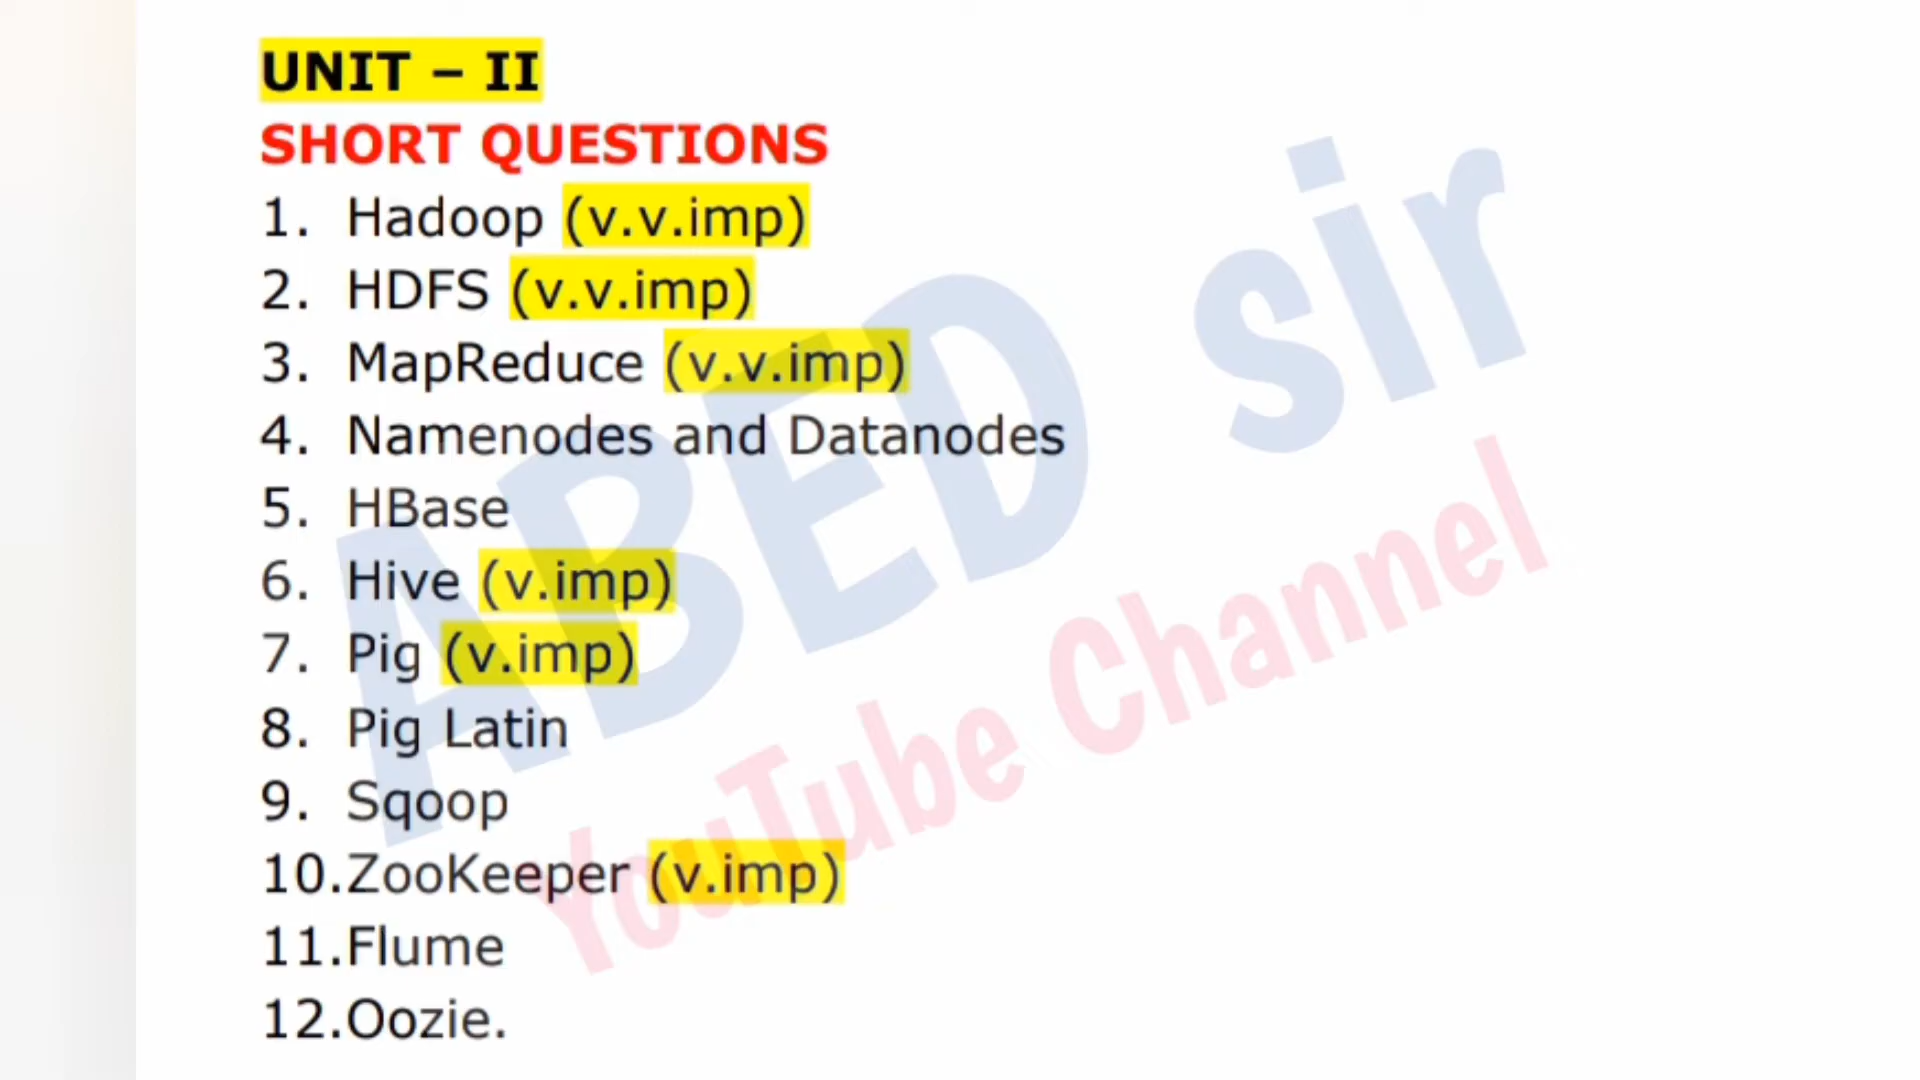 UNIT – II
SHORT QUESTIONS
1. Hadoop (v.v.imp)
2. HDFS (v.v.imp)
3. MapReduce (v.v.imp)
4. Namenodes and Datanodes
5. HBase
6. Hive (v.imp)
7. Pig (v.imp)
8. Pig Latin
9. Sqoop
10.ZooKeeper (v.imp)
11.Flume
12.Oozie.
ABED sir
YouTube Channel